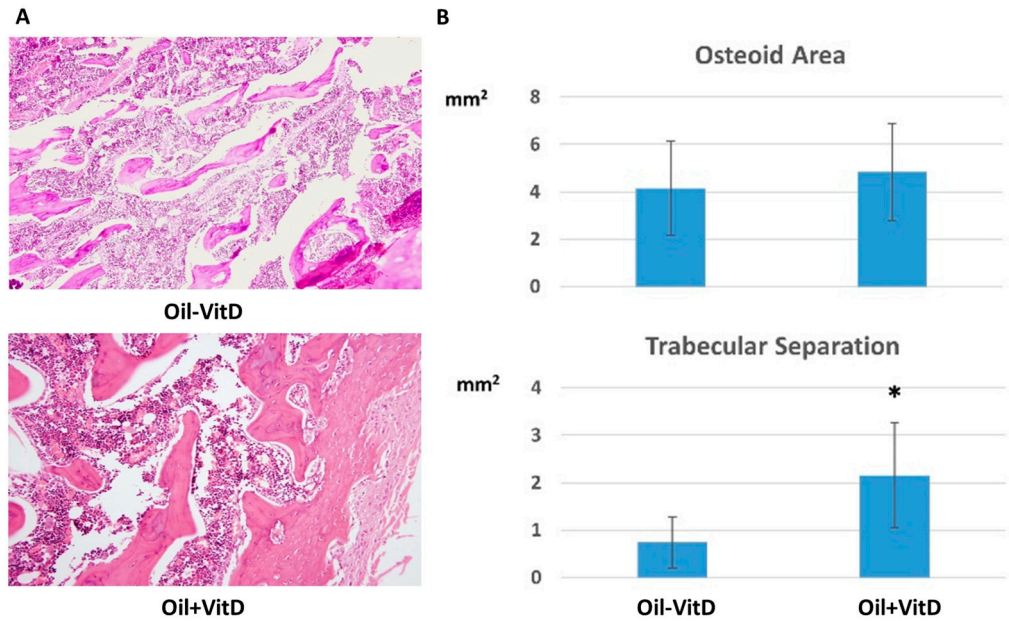 A
Oil-VitD
Oil+VitD
B
Osteoid Area
mm²
8
6
4
2
0
Trabecular Separation
mm²
4
*
3
2
1
0
Oil-VitD
Oil+VitD